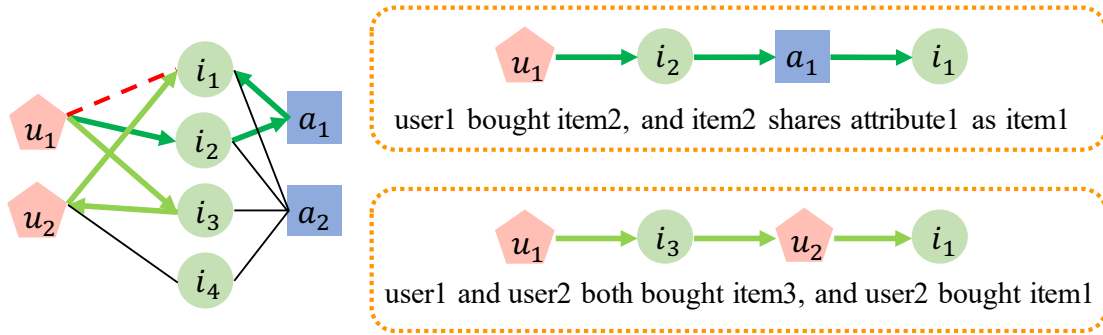 u₁
u₂
i₁
i₂
i₃
i₄
a₁
a₂
u₁ i₂ a₁ i₁
user1 bought item2, and item2 shares attribute1 as item1
u₁ i₃ u₂ i₁
user1 and user2 both bought item3, and user2 bought item1